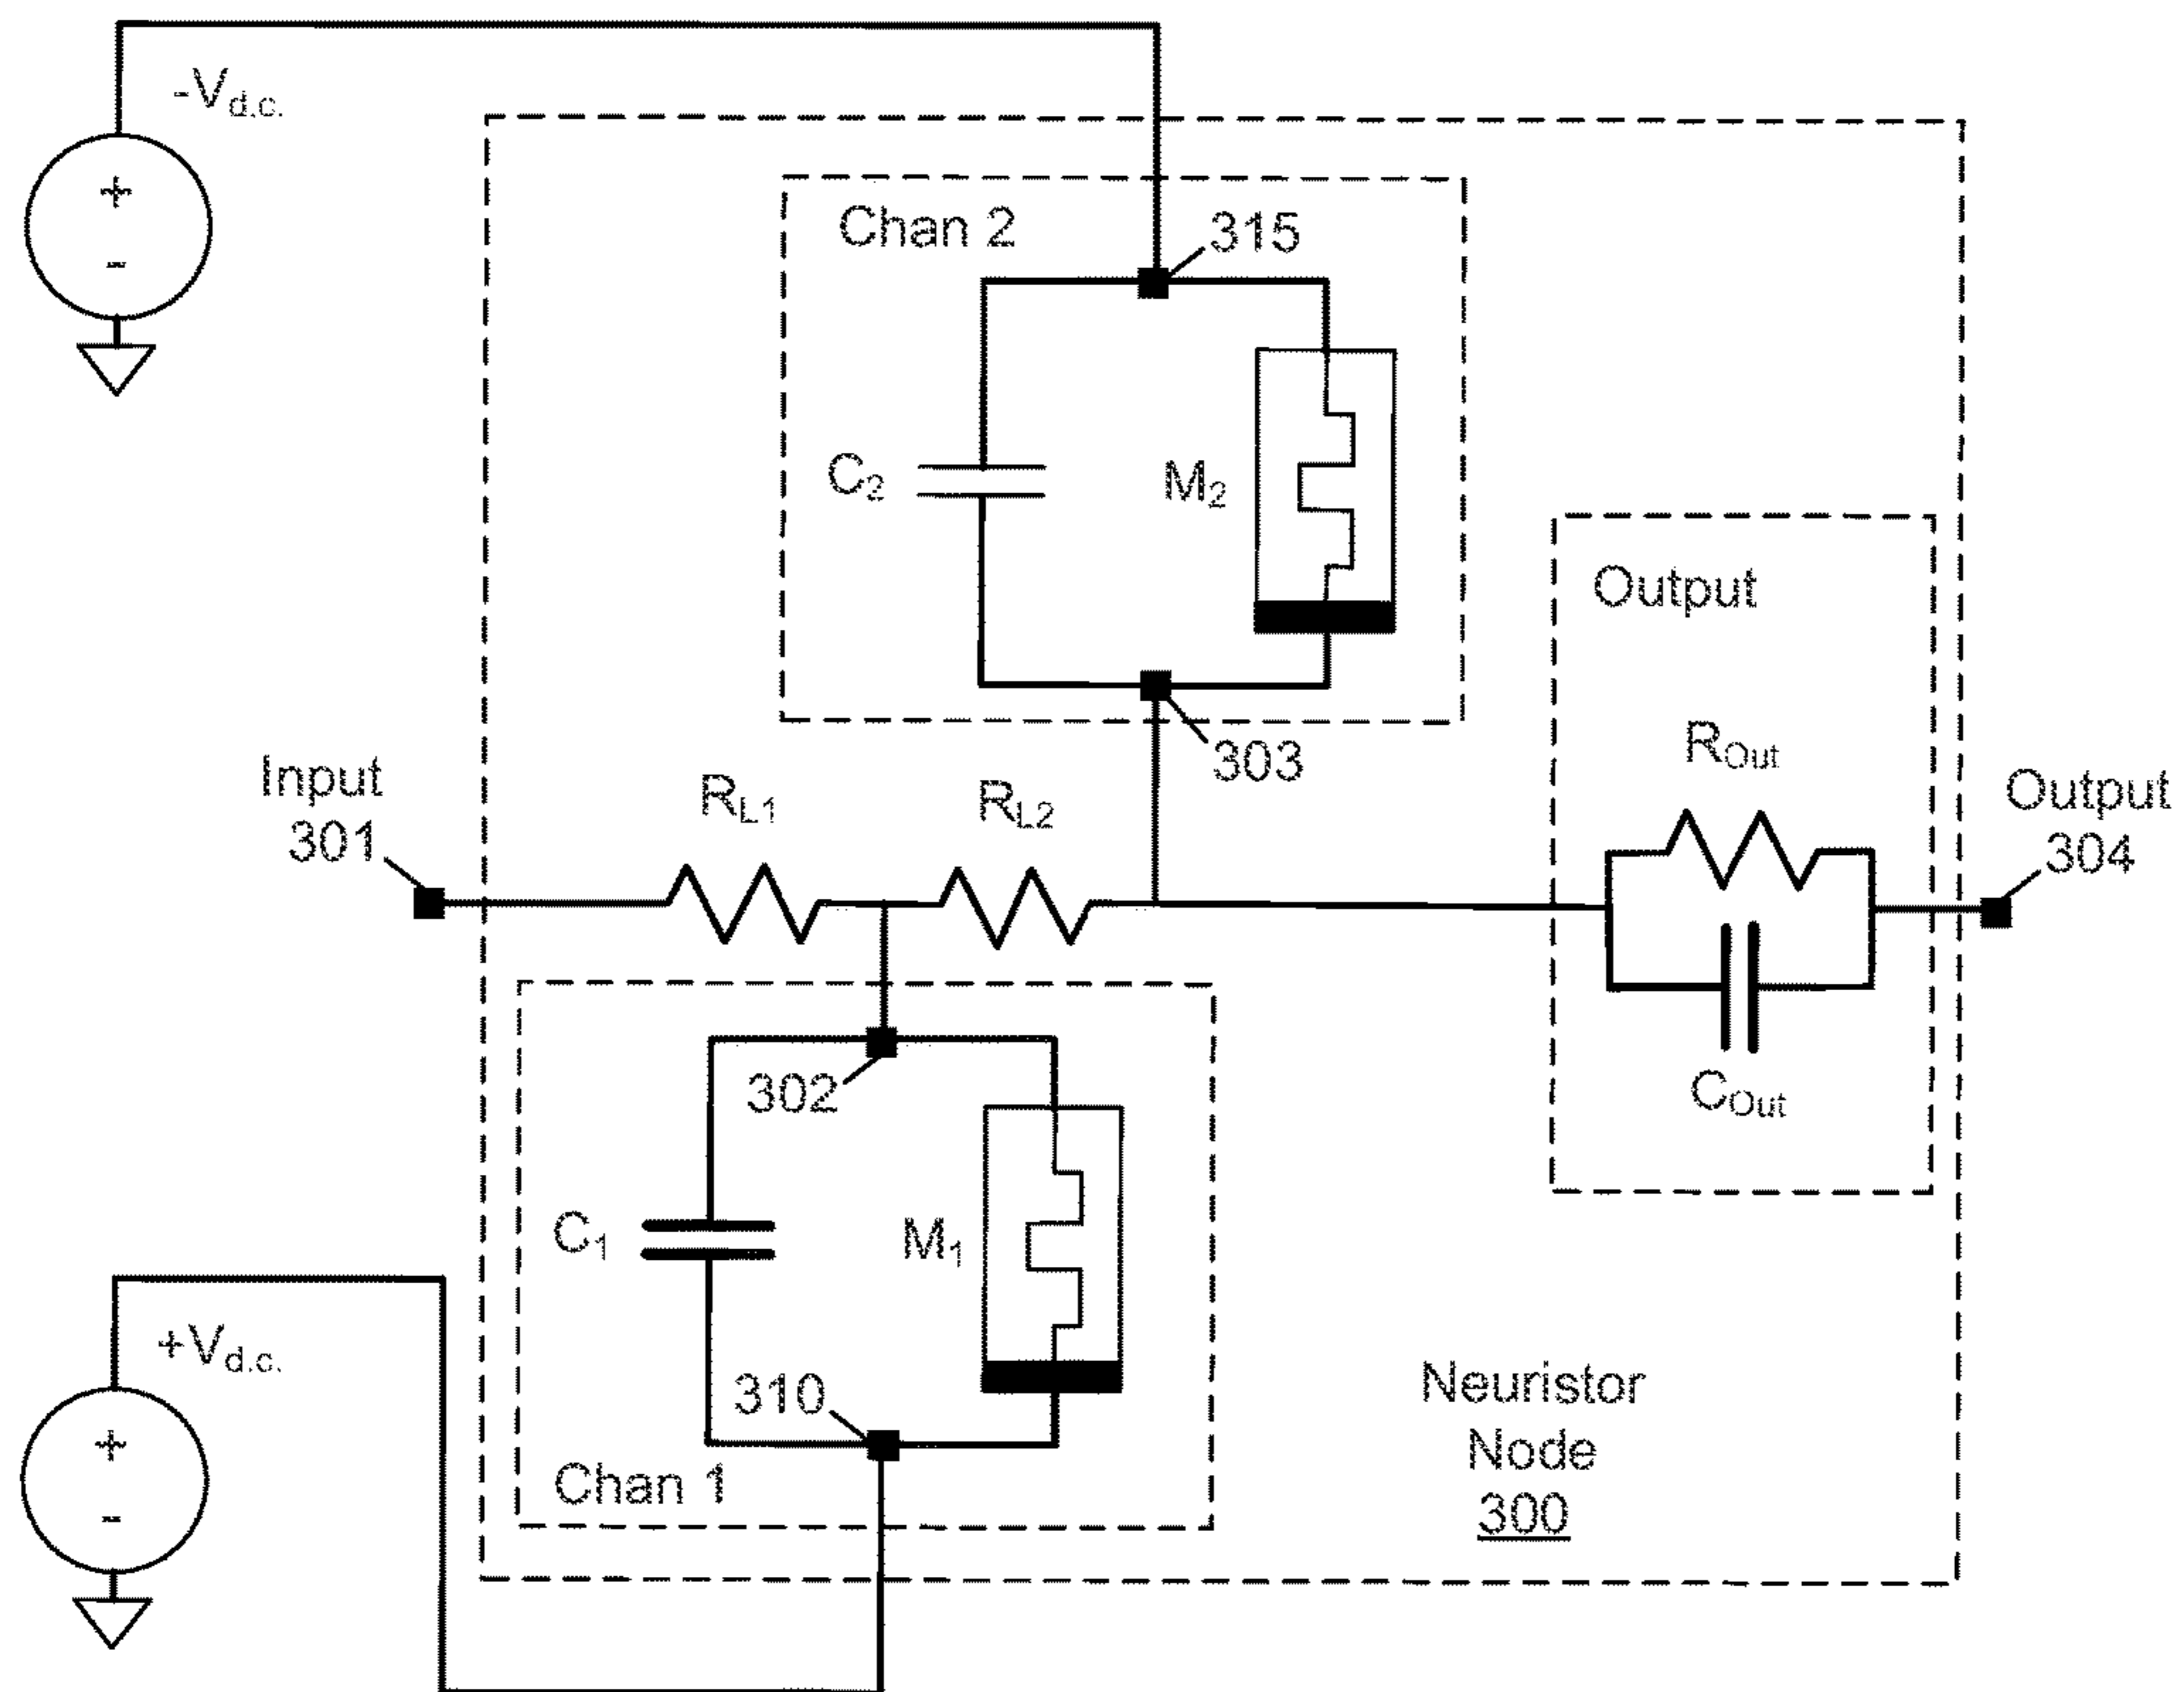 -Vd.c.
+
-
Chan 2
315
C2
M2
303
Output
ROut
COut
Input
301
RL1
RL2
Output
304
302
C1
M1
310
Chan 1
+Vd.c.
+
-
Neuristor
Node
300